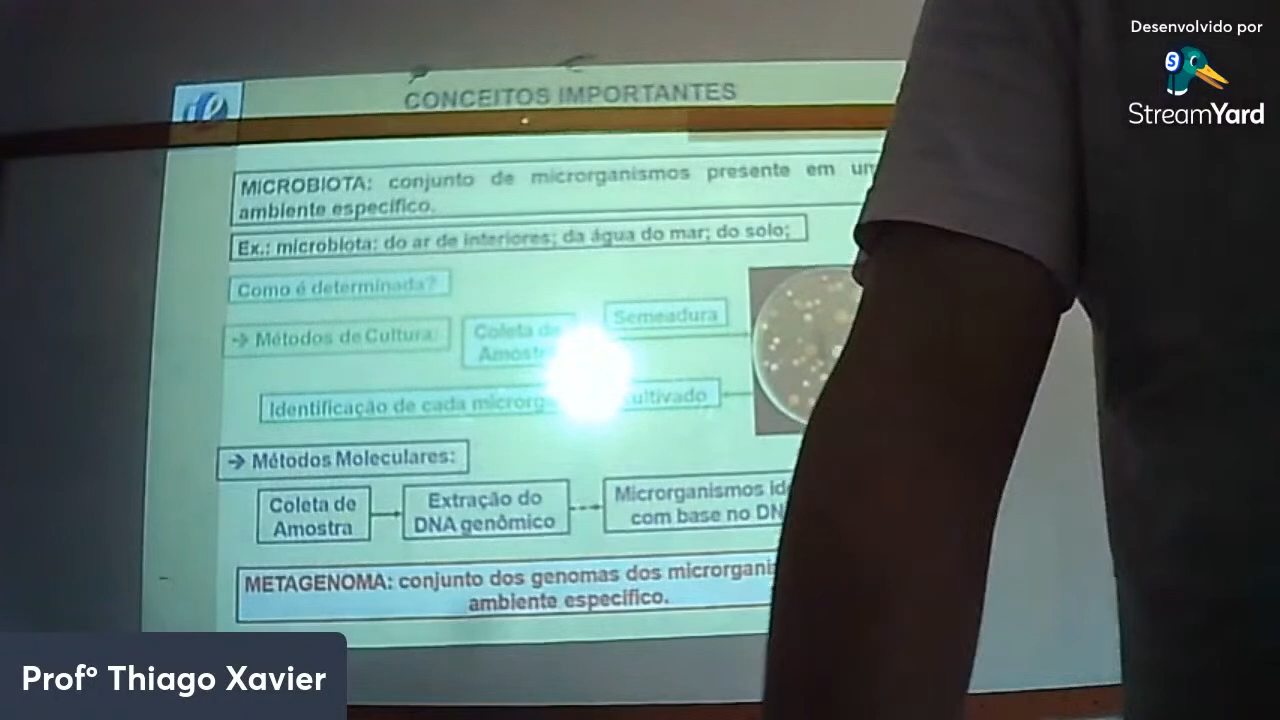 Desenvolvido por
StreamYard
CONCEITOS IMPORTANTES
MICROBIOTA: conjunto de microrganismos presente em
ambiente específico.
Ex.: microbiota: do ar de interiores; da água do mar; do solo;
Como é determinada?
→ Métodos de Cultura:
Coleta de
Semeadura
Identificação de cada
→ Métodos Moleculares:
Coleta de
Amostra
Extração do
DNA genômico
Microrganismos
com base no
METAGENOMA: conjunto dos genomas dos
ambiente específico.
Profº Thiago Xavier